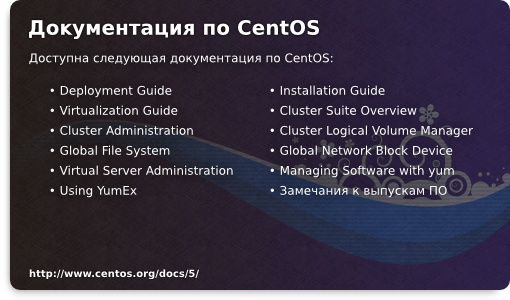 Документация по CentOS
Доступна следующая документация по CentOS:
• Deployment Guide
• Virtualization Guide
• Cluster Administration
• Global File System
• Virtual Server Administration
• Using YumEx
• Installation Guide
• Cluster Suite Overview
• Cluster Logical Volume Manager
• Global Network Block Device
• Managing Software with yum
• Замечания к выпускам ПО
http://www.centos.org/docs/5/